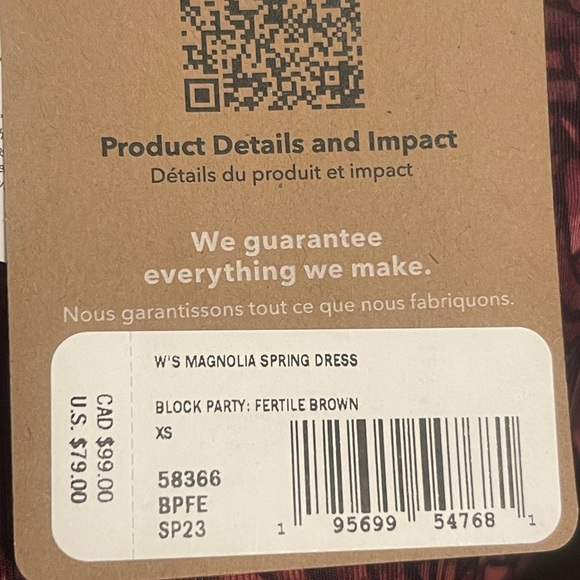 Product Details and Impact
Détails du produit et impact
We guarantee
everything we make.
Nous garantissons tout ce que nous fabriquons.
W'S MAGNOLIA SPRING DRESS
BLOCK PARTY: FERTILE BROWN
XS
58366
BPFE
SP23
1 95699 54768 1
CAD $99.00
U.S. $79.00